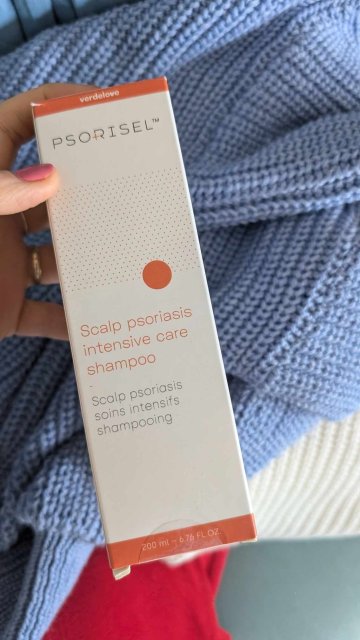 verdelove
PSORISEL™
Scalp psoriasis
intensive care
shampoo
-
Scalp psoriasis
soins intensifs
shampooing
200 ml – 6.76 FL OZ.